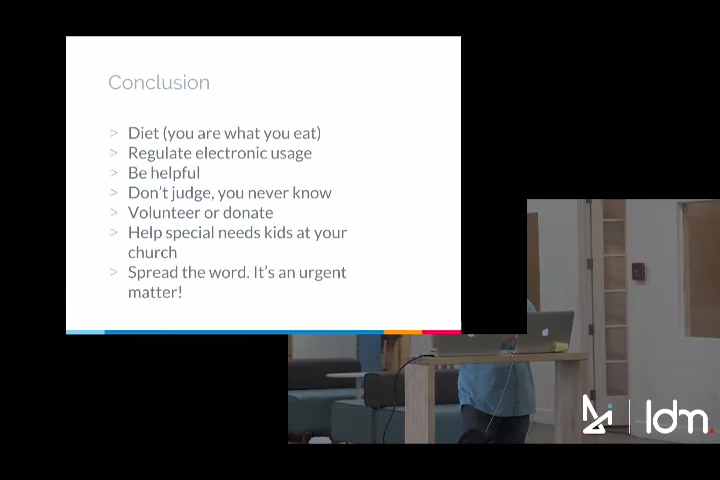 Conclusion
> Diet (you are what you eat)
> Regulate electronic usage
> Be helpful
> Don't judge, you never know
> Volunteer or donate
> Help special needs kids at your
church
> Spread the word. It's an urgent
matter!
ldm.